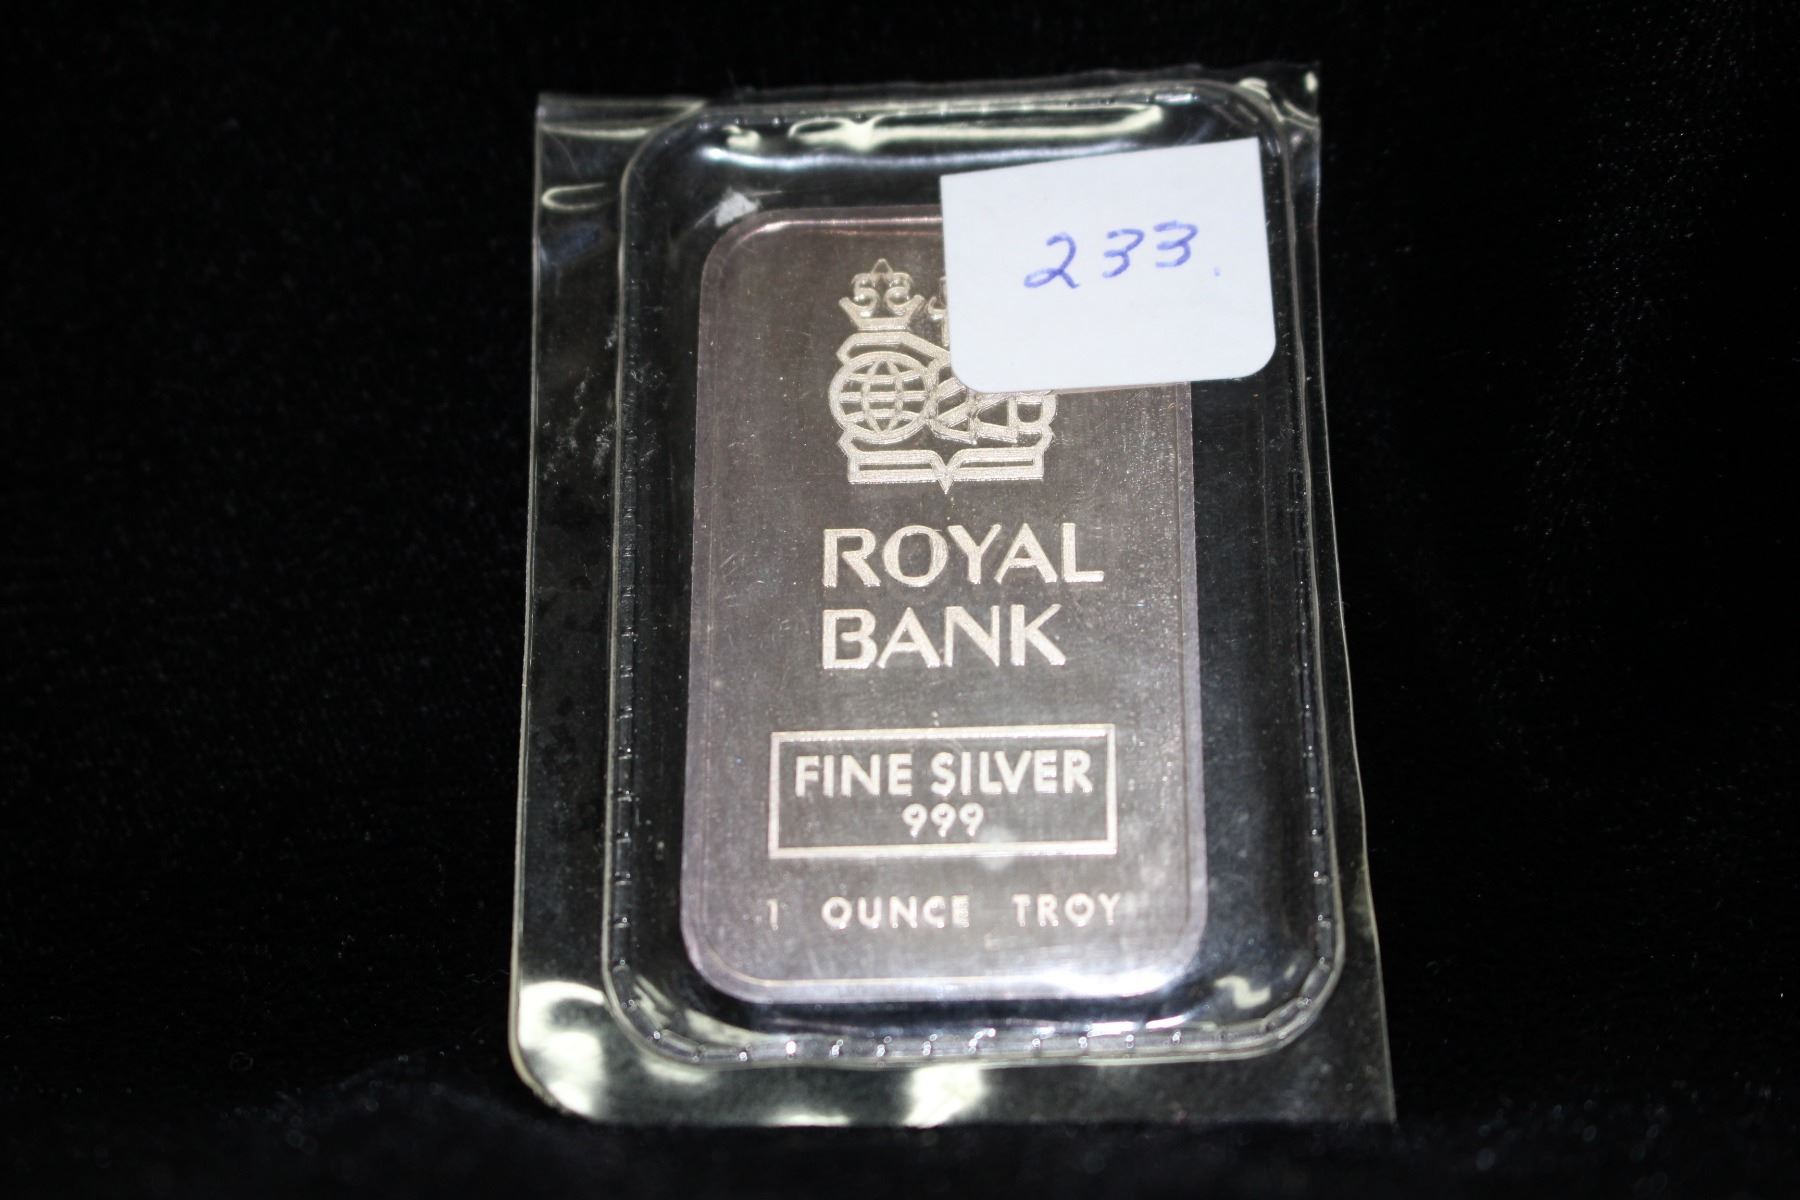 233.
ROYAL
BANK
FINE SILVER
999
1 OUNCE TROY